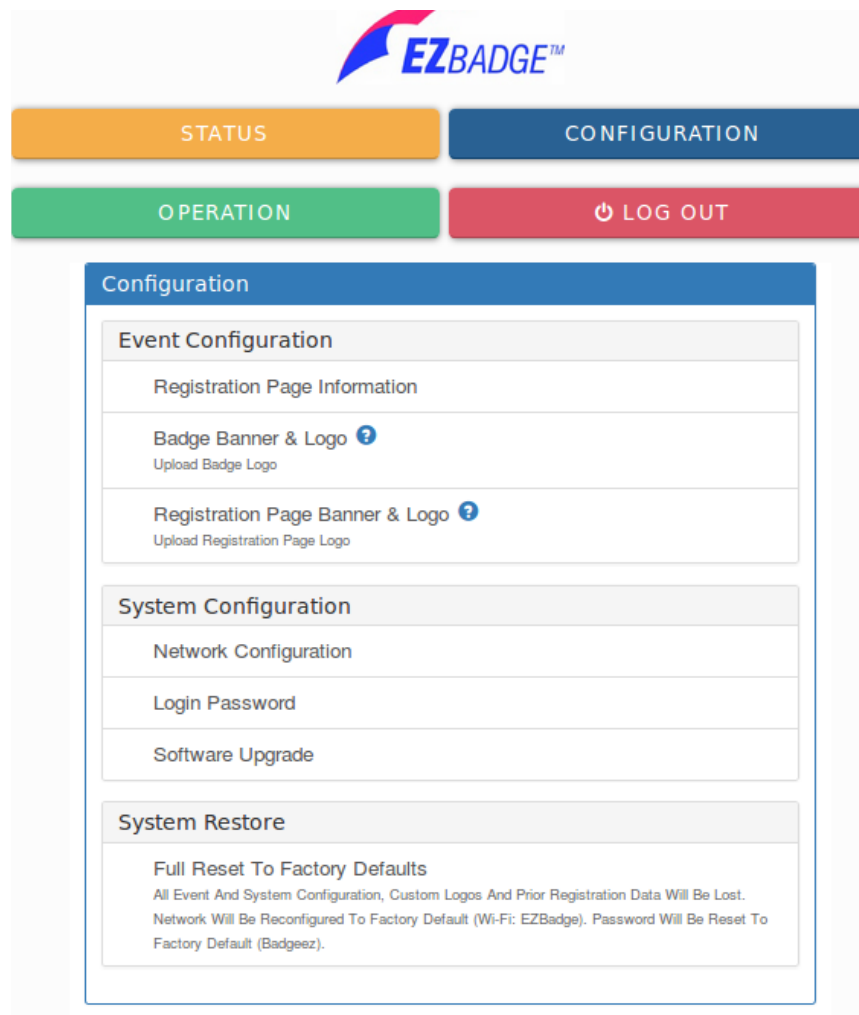 EZBADGE™
STATUS
CONFIGURATION
OPERATION
LOG OUT
Configuration
Event Configuration
Registration Page Information
Badge Banner & Logo ?
Upload Badge Logo
Registration Page Banner & Logo ?
Upload Registration Page Logo
System Configuration
Network Configuration
Login Password
Software Upgrade
System Restore
Full Reset To Factory Defaults
All Event And System Configuration, Custom Logos And Prior Registration Data Will Be Lost.
Network Will Be Reconfigured To Factory Default (Wi-Fi: EZBadge). Password Will Be Reset To
Factory Default (Badgeez).